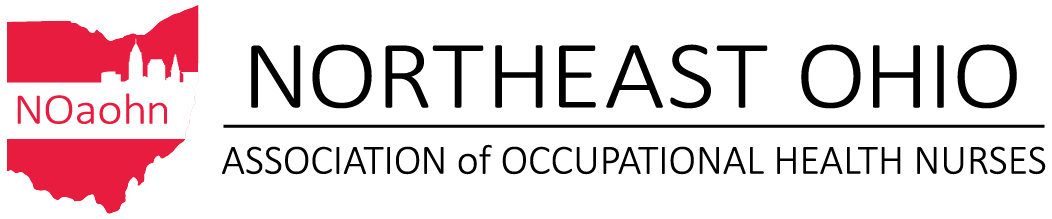 NOaohn
NORTHEAST OHIO
ASSOCIATION of OCCUPATIONAL HEALTH NURSES